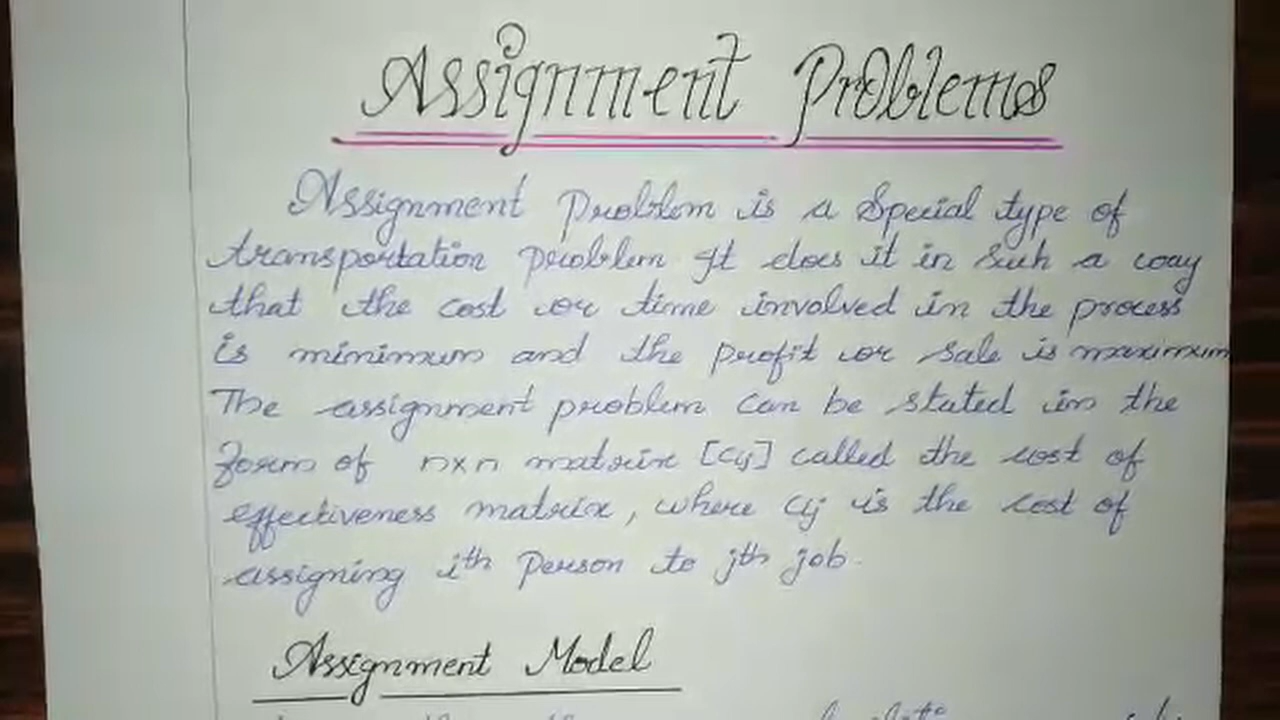 Assignment Problems
Assignment Problem is a Special type of
transportation problem It does it in such a way
that the cost or time involved in the process
is minimum and the profit or sale is maximum
The assignment problem can be stated in the
form of n×n matrix [cij] called the cost of
effectiveness matrix, where cij is the cost of
assigning ith person to jth job.
Assignment Model